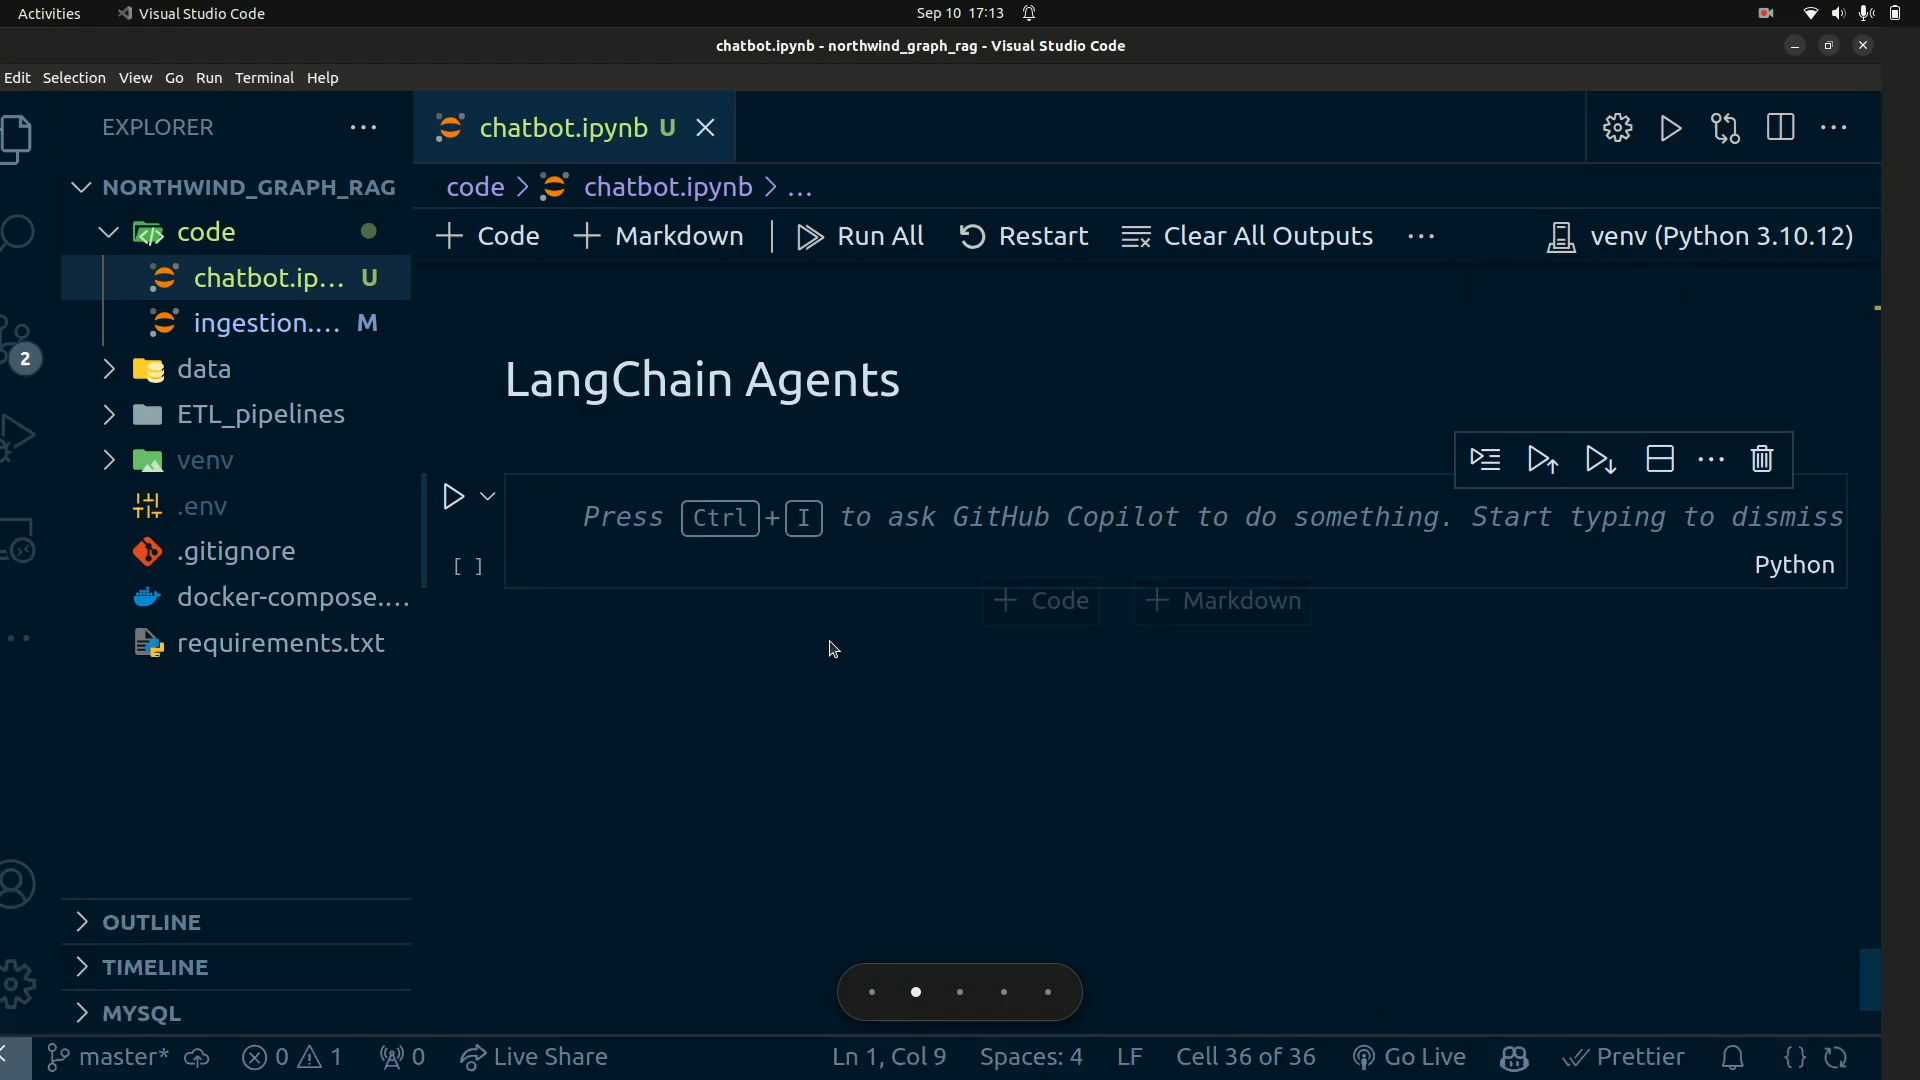 Activities Visual Studio Code Sep 10 17:13
chatbot.ipynb - northwind_graph_rag - Visual Studio Code
Edit Selection View Go Run Terminal Help
EXPLORER ...
chatbot.ipynb U
NORTHWIND_GRAPH_RAG
code > chatbot.ipynb > ...
code
+ Code + Markdown | Run All Restart Clear All Outputs ... venv (Python 3.10.12)
chatbot.ip... U
ingestion.... M
2
data
LangChain Agents
ETL_pipelines
venv
.env
Press Ctrl + I to ask GitHub Copilot to do something. Start typing to dismiss
.gitignore
[ ] Python
docker-compose....
+ Code + Markdown
requirements.txt
OUTLINE
TIMELINE
MYSQL
master* 0 1 0 Live Share Ln 1, Col 9 Spaces: 4 LF Cell 36 of 36 Go Live Prettier {}